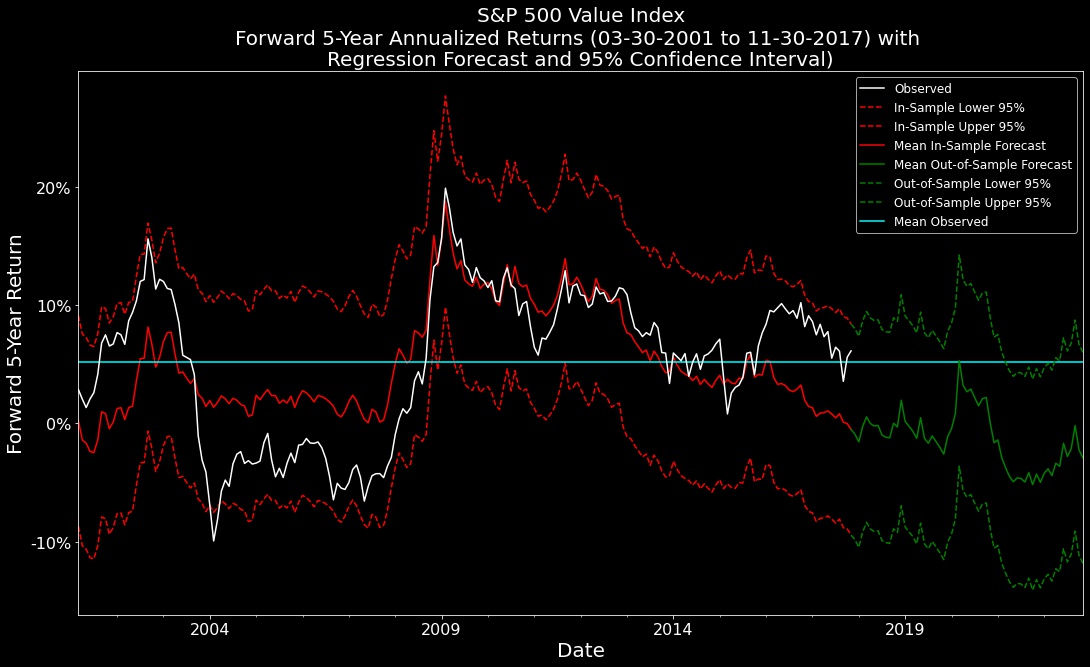 S&P 500 Value Index
Forward 5-Year Annualized Returns (03-30-2001 to 11-30-2017) with
Regression Forecast and 95% Confidence Interval)
Observed
In-Sample Lower 95%
In-Sample Upper 95%
Mean In-Sample Forecast
Mean Out-of-Sample Forecast
Out-of-Sample Lower 95%
Out-of-Sample Upper 95%
Mean Observed
Forward 5-Year Return
20%
10%
0%
-10%
2004
2009
2014
2019
Date